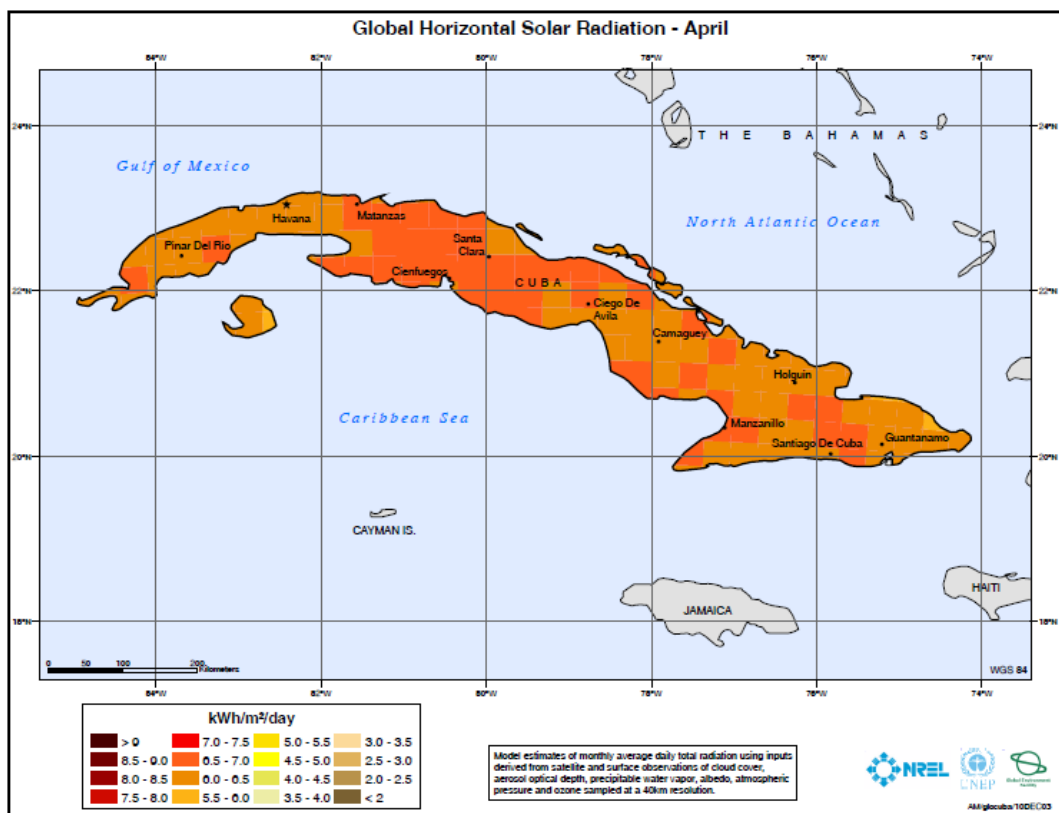 Global Horizontal Solar Radiation - April
84°W 82°W 80°W 78°W 76°W 74°W
24°N 24°N
THE BAHAMAS
Gulf of Mexico
North Atlantic Ocean
Havana
Matanzas
Pinar Del Rio
Santa
Clara
Cienfuegos
CUBA
22°N 22°N
Ciego De
Avila
Camaguey
Holguin
Caribbean Sea
Manzanillo
Santiago De Cuba
Guantanamo
20°N 20°N
CAYMAN IS.
HAITI
JAMAICA
18°N 18°N
0 50 100 200
Kilometers
WGS 84
84°W 82°W 80°W 78°W 76°W 74°W
kWh/m²/day
> 9 7.0 - 7.5 5.0 - 5.5 3.0 - 3.5
8.5 - 9.0 6.5 - 7.0 4.5 - 5.0 2.5 - 3.0
8.0 - 8.5 6.0 - 6.5 4.0 - 4.5 2.0 - 2.5
7.5 - 8.0 5.5 - 6.0 3.5 - 4.0 < 2
Model estimates of monthly average daily total radiation using inputs
derived from satellite and surface observations of cloud cover,
aerosol optical depth, precipitable water vapor, albedo, atmospheric
pressure and ozone sampled at a 40km resolution.
NREL
UNEP
Global Environment